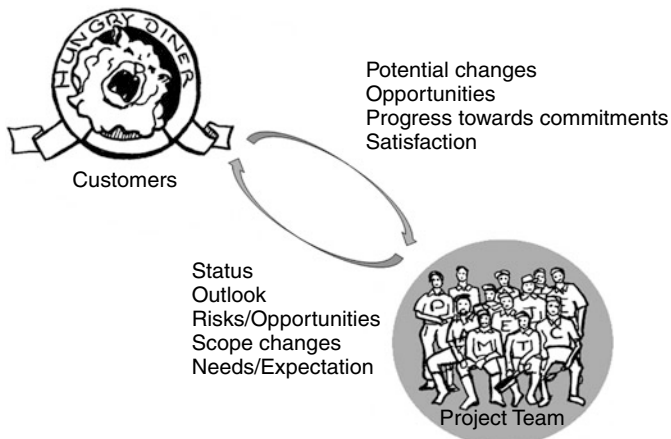 HUNGRY DINER
Customers
Potential changes
Opportunities
Progress towards commitments
Satisfaction
Status
Outlook
Risks/Opportunities
Scope changes
Needs/Expectation
P E C
M T
Project Team